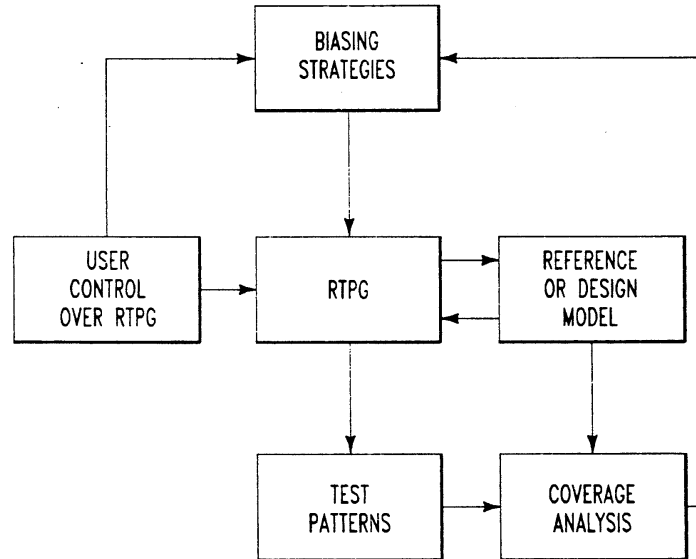 BIASING
STRATEGIES
USER
CONTROL
OVER RTPG
RTPG
REFERENCE
OR DESIGN
MODEL
TEST
PATTERNS
COVERAGE
ANALYSIS